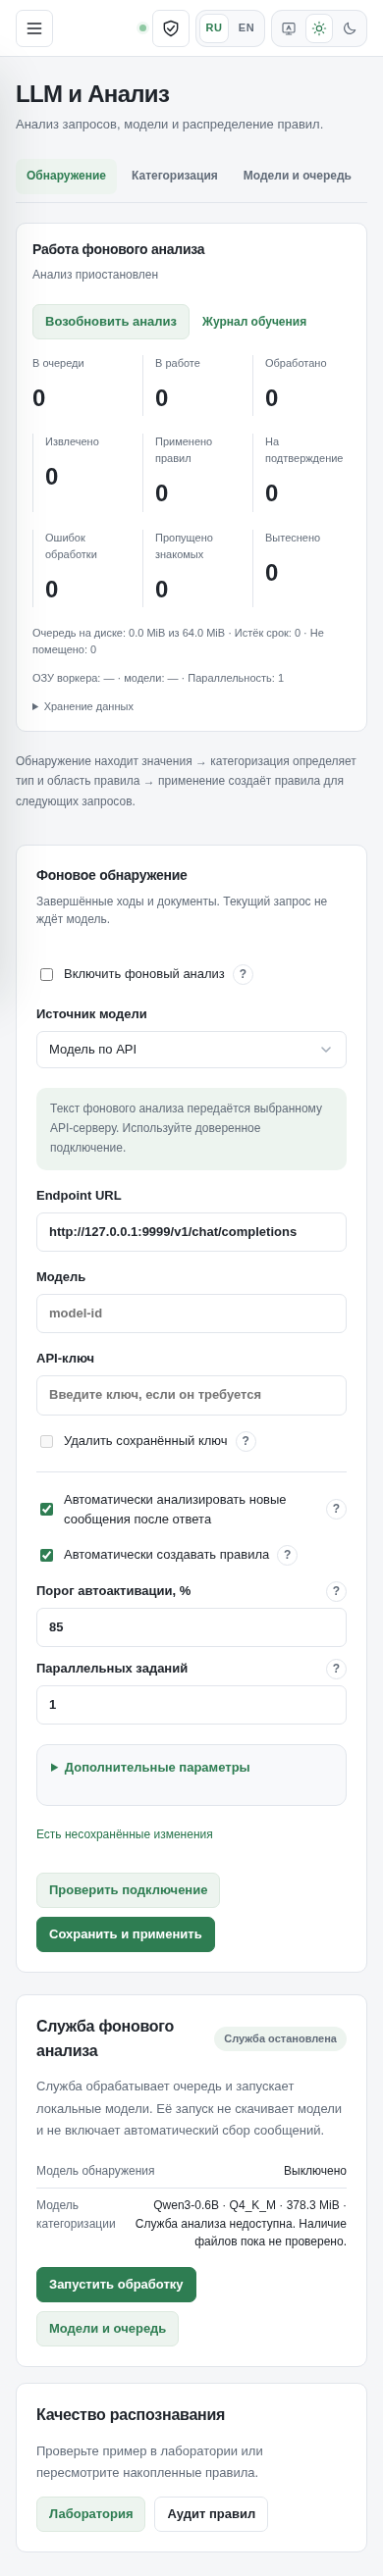 RU EN
LLM и Анализ
Анализ запросов, модели и распределение правил.
Обнаружение Категоризация Модели и очередь
Работа фонового анализа
Анализ приостановлен
Возобновить анализ Журнал обучения
В очереди В работе Обработано
0 0 0
Извлечено Применено правил На подтверждение
0 0 0
Ошибок обработки Пропущено знакомых Вытеснено
0 0 0
Очередь на диске: 0.0 MiB из 64.0 MiB · Истёк срок: 0 · Не
помещено: 0
ОЗУ воркера: — · модели: — · Параллельность: 1
▶ Хранение данных
Обнаружение находит значения → категоризация определяет
тип и область правила → применение создаёт правила для
следующих запросов.
Фоновое обнаружение
Завершённые ходы и документы. Текущий запрос не
ждёт модель.
Включить фоновый анализ ?
Источник модели
Модель по API
Текст фонового анализа передаётся выбранному
API-серверу. Используйте доверенное
подключение.
Endpoint URL
http://127.0.0.1:9999/v1/chat/completions
Модель
model-id
API-ключ
Введите ключ, если он требуется
Удалить сохранённый ключ ?
Автоматически анализировать новые
сообщения после ответа ?
Автоматически создавать правила ?
Порог автоактивации, % ?
85
Параллельных заданий ?
1
▶ Дополнительные параметры
Есть несохранённые изменения
Проверить подключение
Сохранить и применить
Служба фонового
анализа
Служба остановлена
Служба обрабатывает очередь и запускает
локальные модели. Её запуск не скачивает модели
и не включает автоматический сбор сообщений.
Модель обнаружения Выключено
Модель
категоризации
Qwen3-0.6B · Q4_K_M · 378.3 MiB ·
Служба анализа недоступна. Наличие
файлов пока не проверено.
Запустить обработку
Модели и очередь
Качество распознавания
Проверьте пример в лаборатории или
пересмотрите накопленные правила.
Лаборатория Аудит правил